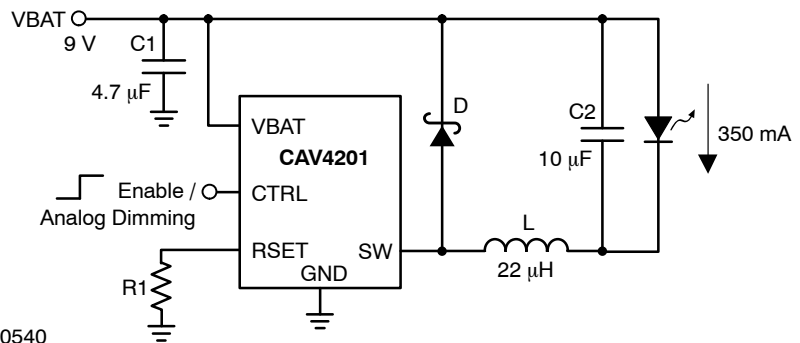 VBAT
9 V
C1
4.7 μF
VBAT
CAV4201
CTRL
Enable /
Analog Dimming
RSET
SW
GND
R1
D
L
22 μH
C2
10 μF
350 mA
0540